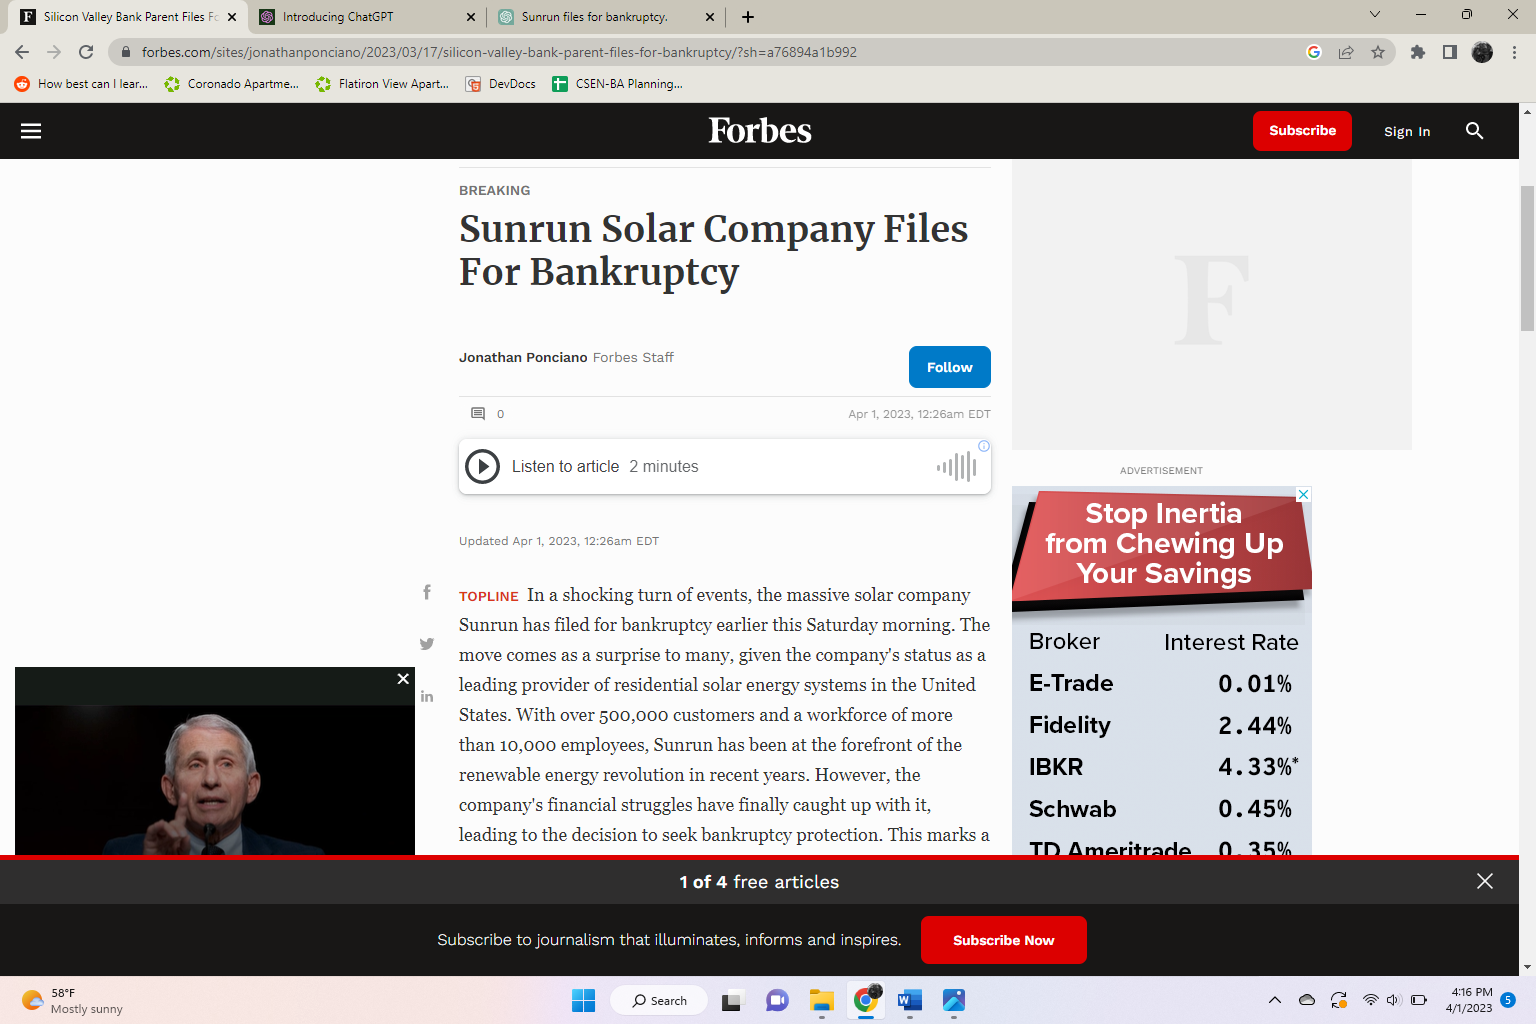 Silicon Valley Bank Parent Files Fo
Introducing ChatGPT
Sunrun files for bankruptcy.
forbes.com/sites/jonathanponciano/2023/03/17/silicon-valley-bank-parent-files-for-bankruptcy/?sh=a76894a1b992
How best can I lear...
Coronado Apartme...
Flatiron View Apart...
DevDocs
CSEN-BA Planning...
Forbes
Subscribe
Sign In
BREAKING
Sunrun Solar Company Files
For Bankruptcy
Jonathan Ponciano Forbes Staff
Follow
0
Apr 1, 2023, 12:26am EDT
Listen to article 2 minutes
Updated Apr 1, 2023, 12:26am EDT
TOPLINE In a shocking turn of events, the massive solar company
Sunrun has filed for bankruptcy earlier this Saturday morning. The
move comes as a surprise to many, given the company's status as a
leading provider of residential solar energy systems in the United
States. With over 500,000 customers and a workforce of more
than 10,000 employees, Sunrun has been at the forefront of the
renewable energy revolution in recent years. However, the
company's financial struggles have finally caught up with it,
leading to the decision to seek bankruptcy protection. This marks a
F
ADVERTISEMENT
Stop Inertia
from Chewing Up
Your Savings
Broker Interest Rate
E-Trade 0.01%
Fidelity 2.44%
IBKR 4.33%*
Schwab 0.45%
TD Ameritrade 0.35%
1 of 4 free articles
Subscribe to journalism that illuminates, informs and inspires.
Subscribe Now
58°F
Mostly sunny
Search
4:16 PM
4/1/2023
5